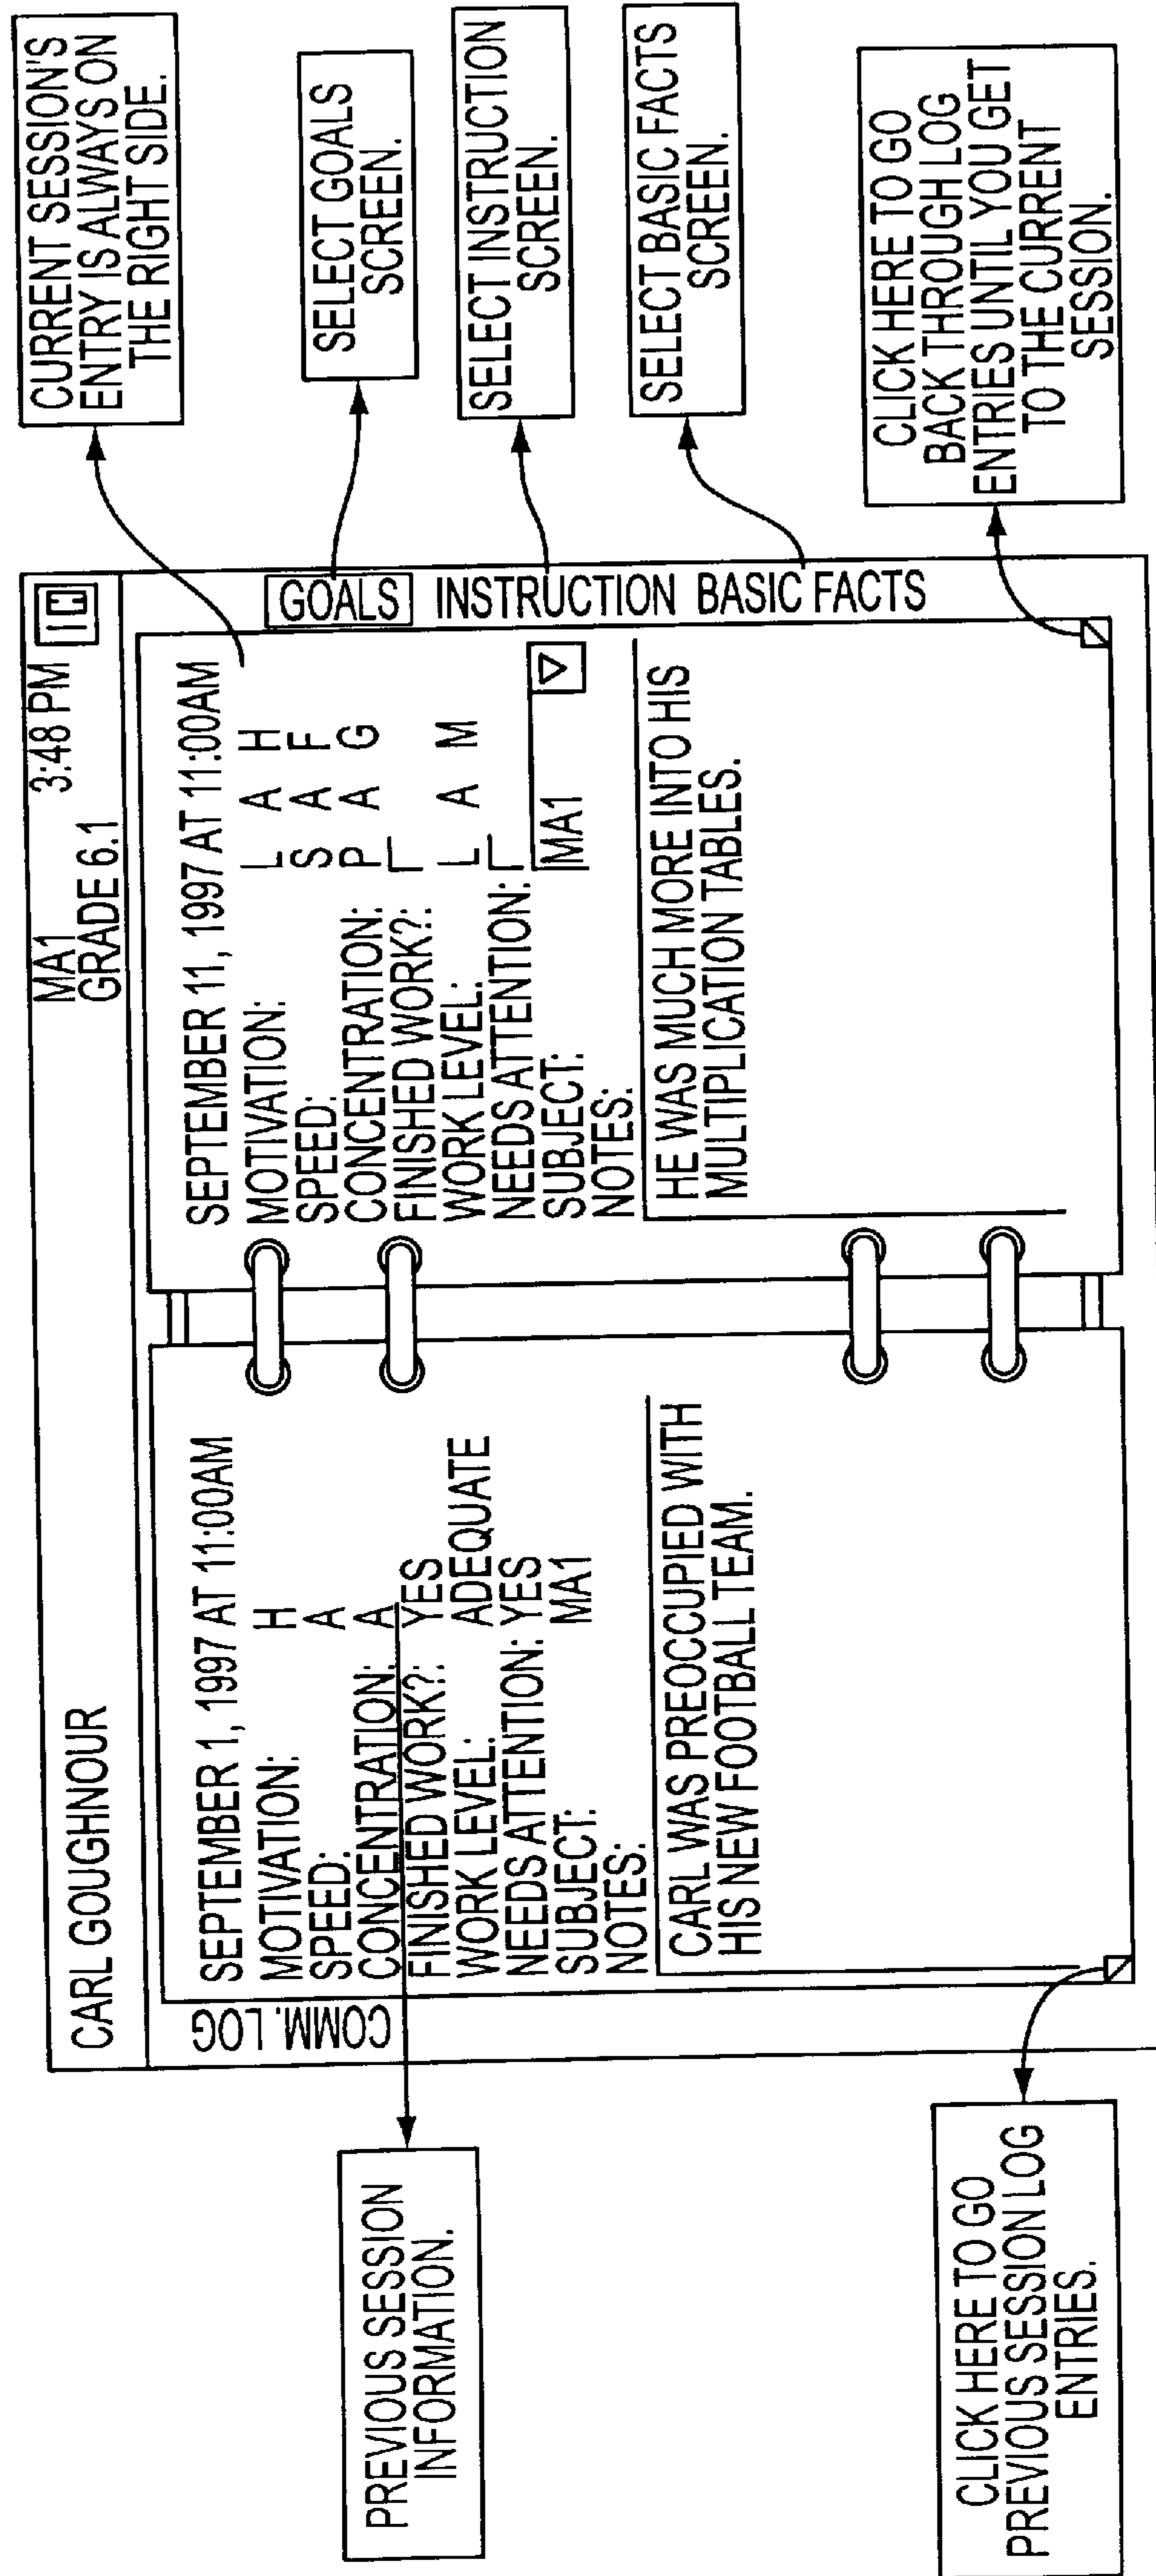 CARL GOUGHNOUR
MA1
GRADE 6.1
3:48 PM
COMM. LOG
SEPTEMBER 1, 1997 AT 11:00AM
MOTIVATION: H
SPEED: A
CONCENTRATION: A
FINISHED WORK?: YES
WORK LEVEL: ADEQUATE
NEEDS ATTENTION: YES
SUBJECT: MA1
NOTES:
CARL WAS PREOCCUPIED WITH
HIS NEW FOOTBALL TEAM.
SEPTEMBER 11, 1997 AT 11:00AM
MOTIVATION: L A H
SPEED: S A F
CONCENTRATION: P A G
FINISHED WORK?:
WORK LEVEL: L A M
NEEDS ATTENTION:
SUBJECT: MA1
NOTES:
HE WAS MUCH MORE INTO HIS
MULTIPLICATION TABLES.
GOALS
INSTRUCTION
BASIC FACTS
PREVIOUS SESSION
INFORMATION.
CLICK HERE TO GO
PREVIOUS SESSION LOG
ENTRIES.
CURRENT SESSION'S
ENTRY IS ALWAYS ON
THE RIGHT SIDE.
SELECT GOALS
SCREEN.
SELECT INSTRUCTION
SCREEN.
SELECT BASIC FACTS
SCREEN.
CLICK HERE TO GO
BACK THROUGH LOG
ENTRIES UNTIL YOU GET
TO THE CURRENT
SESSION.